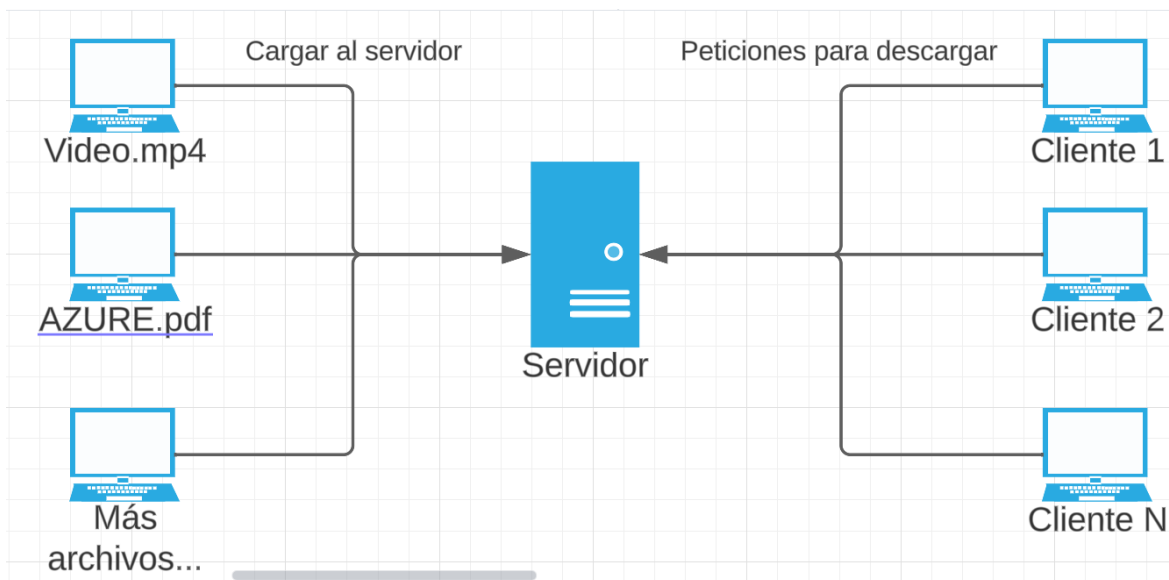 Cargar al servidor
Peticiones para descargar
Video.mp4
Cliente 1
AZURE.pdf
Cliente 2
Servidor
Más
archivos...
Cliente N